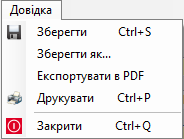 Довідка
Зберегти Ctrl+S
Зберегти як...
Експортувати в PDF
Друкувати Ctrl+P
Закрити Ctrl+Q